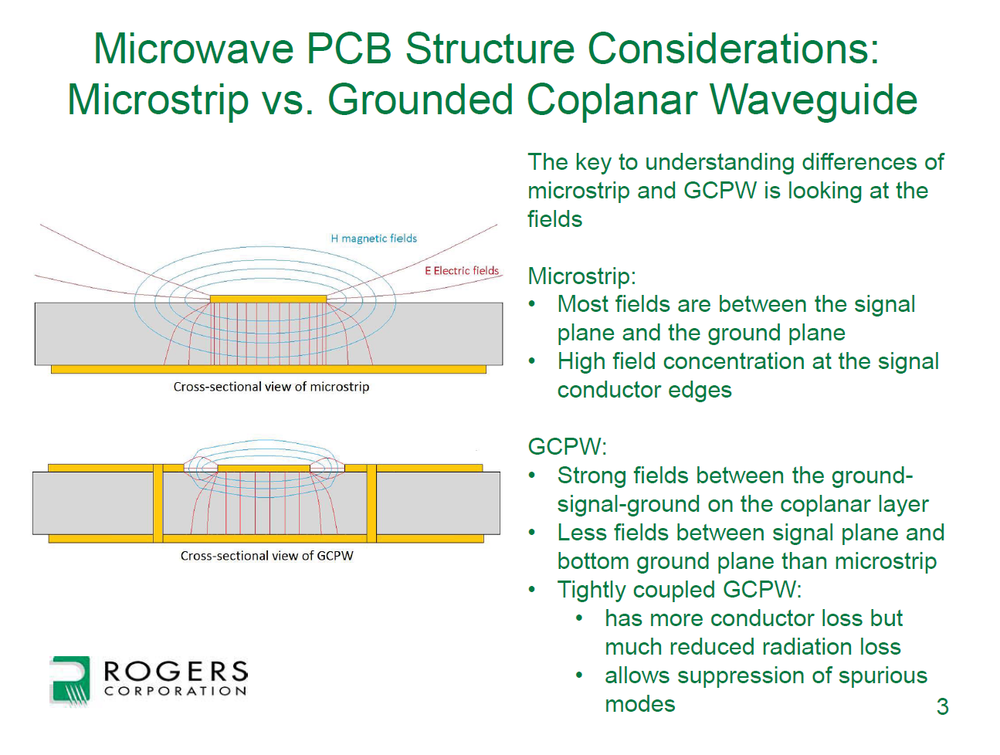 Microwave PCB Structure Considerations:
Microstrip vs. Grounded Coplanar Waveguide
H magnetic fields
E Electric fields
Cross-sectional view of microstrip
Cross-sectional view of GCPW
The key to understanding differences of
microstrip and GCPW is looking at the
fields
Microstrip:
• Most fields are between the signal
plane and the ground plane
• High field concentration at the signal
conductor edges
GCPW:
• Strong fields between the ground-
signal-ground on the coplanar layer
• Less fields between signal plane and
bottom ground plane than microstrip
• Tightly coupled GCPW:
• has more conductor loss but
much reduced radiation loss
• allows suppression of spurious
modes
ROGERS
CORPORATION
3